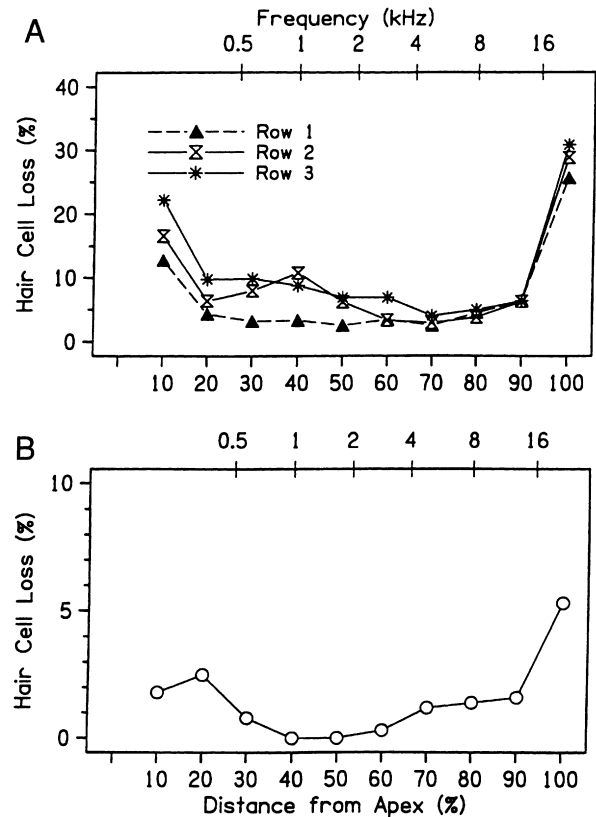 A
Frequency (kHz)
0.5 1 2 4 8 16
Hair Cell Loss (%)
40
30
20
10
0
Row 1
Row 2
Row 3
10 20 30 40 50 60 70 80 90 100
B
0.5 1 2 4 8 16
Hair Cell Loss (%)
10
5
0
10 20 30 40 50 60 70 80 90 100
Distance from Apex (%)